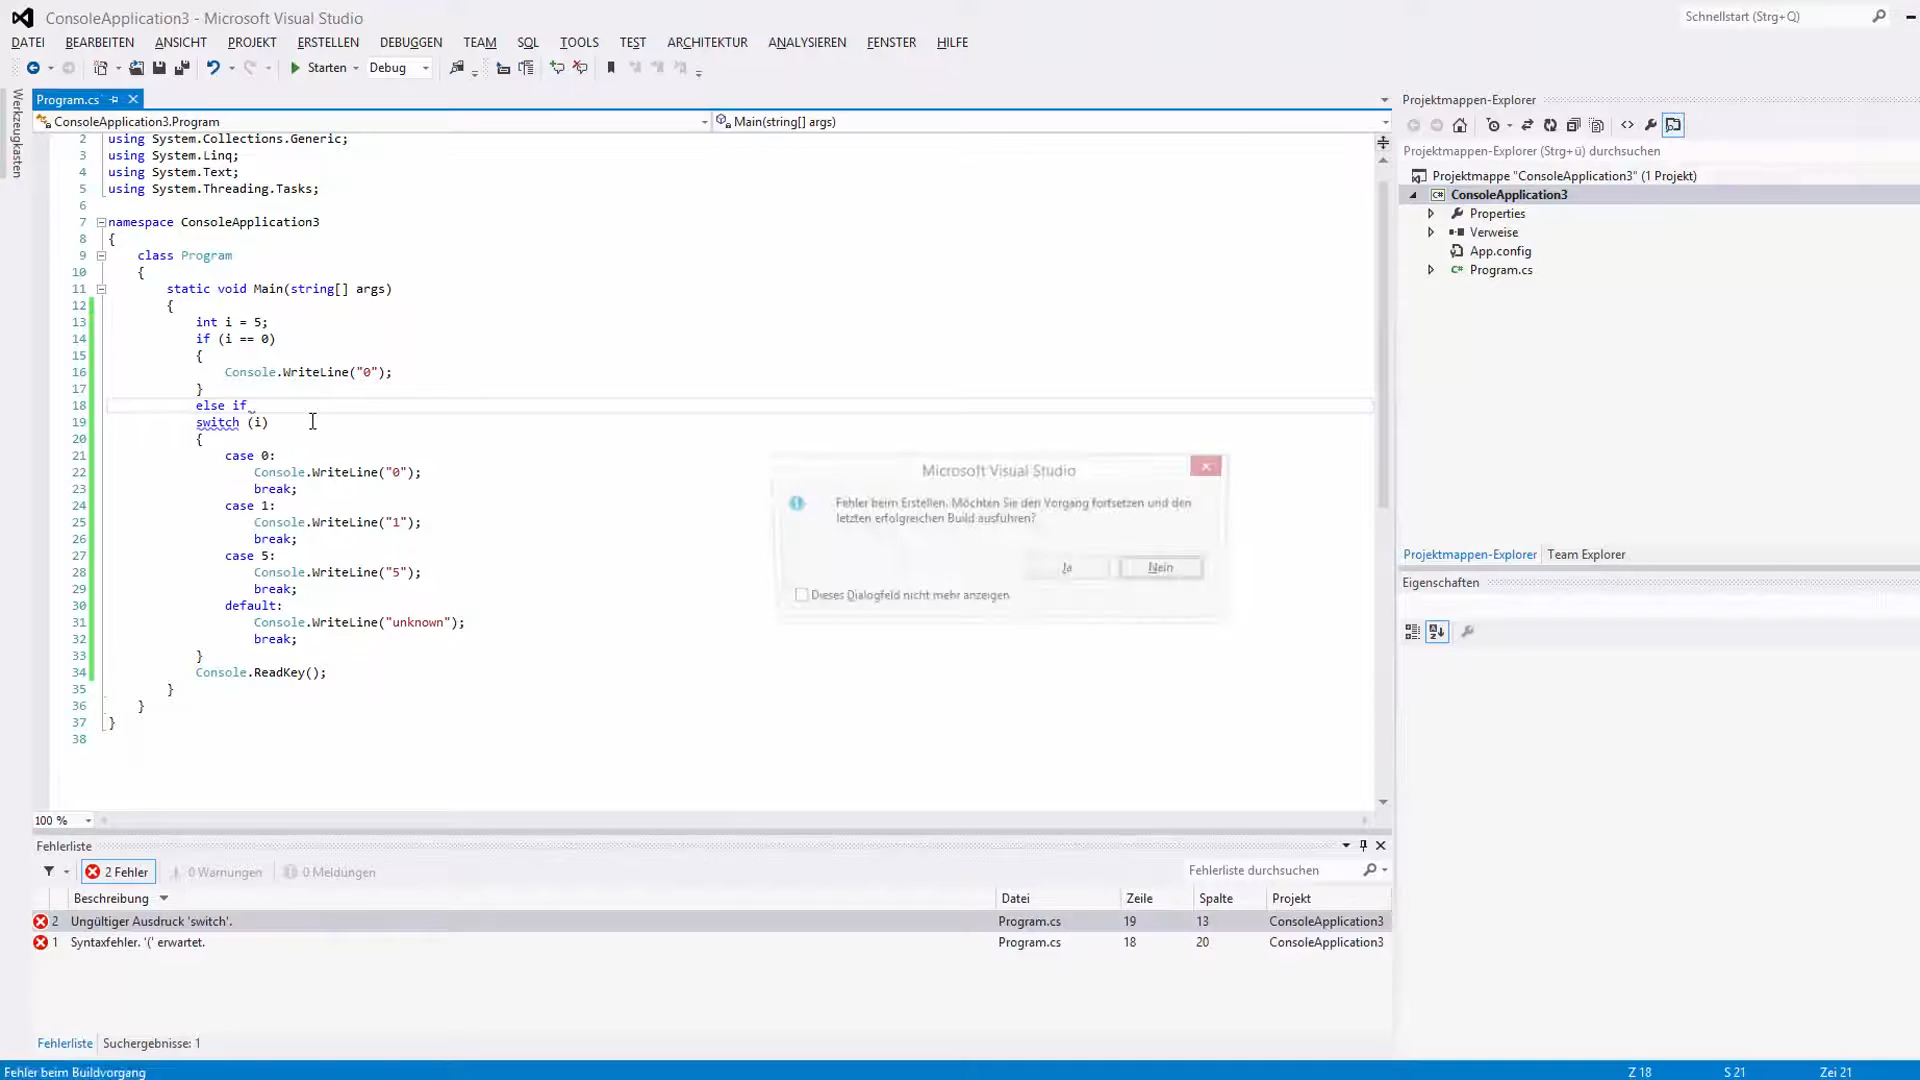 ConsoleApplication3 - Microsoft Visual Studio
Schnellstart (Strg+Q)
DATEI BEARBEITEN ANSICHT PROJEKT ERSTELLEN DEBUGGEN TEAM SQL TOOLS TEST ARCHITEKTUR ANALYSIEREN FENSTER HILFE
Starten Debug
Werkzeugkasten
Program.cs*
ConsoleApplication3.Program
Main(string[] args)
2 using System.Collections.Generic;
3 using System.Linq;
4 using System.Text;
5 using System.Threading.Tasks;
6
7 namespace ConsoleApplication3
8 {
9 class Program
10 {
11 static void Main(string[] args)
12 {
13 int i = 5;
14 if (i == 0)
15 {
16 Console.WriteLine("0");
17 }
18 else if
19 switch (i)
20 {
21 case 0:
22 Console.WriteLine("0");
23 break;
24 case 1:
25 Console.WriteLine("1");
26 break;
27 case 5:
28 Console.WriteLine("5");
29 break;
30 default:
31 Console.WriteLine("unknown");
32 break;
33 }
34 Console.ReadKey();
35 }
36 }
37 }
38
100 %
Microsoft Visual Studio
Fehler beim Erstellen. Möchten Sie den Vorgang fortsetzen und den
letzten erfolgreichen Build ausführen?
Ja Nein
Dieses Dialogfeld nicht mehr anzeigen
Projektmappen-Explorer
Projektmappen-Explorer (Strg+ü) durchsuchen
Projektmappe "ConsoleApplication3" (1 Projekt)
C# ConsoleApplication3
Properties
Verweise
App.config
C# Program.cs
Projektmappen-Explorer Team Explorer
Eigenschaften
Fehlerliste
2 Fehler 0 Warnungen 0 Meldungen
Fehlerliste durchsuchen
Beschreibung Datei Zeile Spalte Projekt
2 Ungültiger Ausdruck 'switch'. Program.cs 19 13 ConsoleApplication3
1 Syntaxfehler. '(' erwartet. Program.cs 18 20 ConsoleApplication3
Fehlerliste Suchergebnisse: 1
Fehler beim Buildvorgang
Z 18 S 21 Zei 21